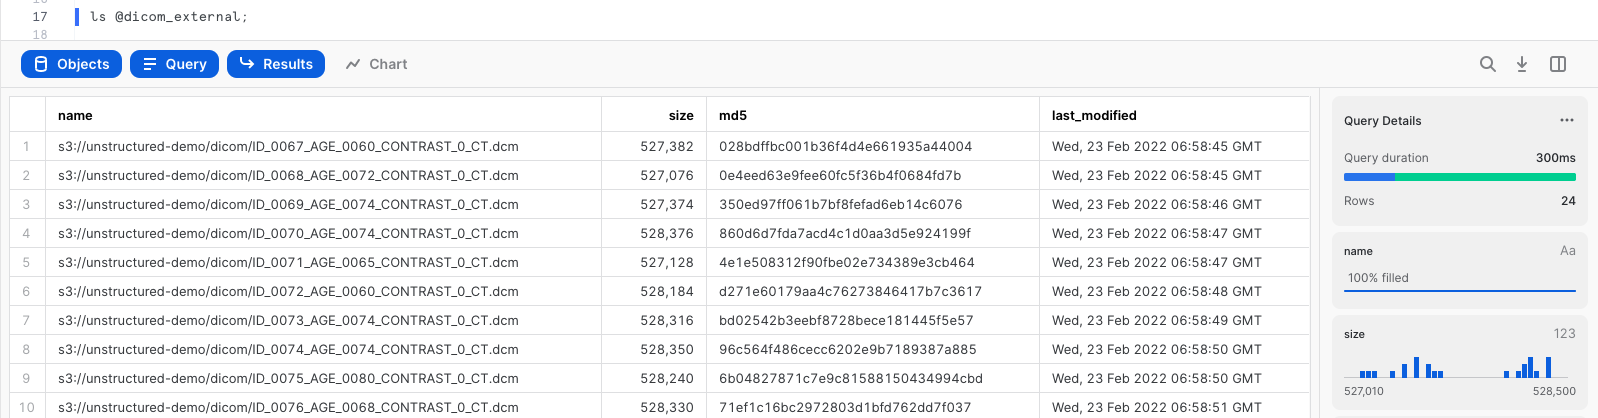 17 ls @dicom_external;
18
Objects Query Results Chart
name size md5 last_modified
1 s3://unstructured-demo/dicom/ID_0067_AGE_0060_CONTRAST_0_CT.dcm 527,382 028bdffbc001b36f4d4e661935a44004 Wed, 23 Feb 2022 06:58:45 GMT
2 s3://unstructured-demo/dicom/ID_0068_AGE_0072_CONTRAST_0_CT.dcm 527,076 0e4eed63e9fee60fc5f36b4f0684fd7b Wed, 23 Feb 2022 06:58:45 GMT
3 s3://unstructured-demo/dicom/ID_0069_AGE_0074_CONTRAST_0_CT.dcm 527,374 350ed97ff061b7bf8fefad6eb14c6076 Wed, 23 Feb 2022 06:58:46 GMT
4 s3://unstructured-demo/dicom/ID_0070_AGE_0074_CONTRAST_0_CT.dcm 528,376 860d6d7fda7acd4c1d0aa3d5e924199f Wed, 23 Feb 2022 06:58:47 GMT
5 s3://unstructured-demo/dicom/ID_0071_AGE_0065_CONTRAST_0_CT.dcm 527,128 4e1e508312f90fbe02e734389e3cb464 Wed, 23 Feb 2022 06:58:47 GMT
6 s3://unstructured-demo/dicom/ID_0072_AGE_0060_CONTRAST_0_CT.dcm 528,184 d271e60179aa4c76273846417b7c3617 Wed, 23 Feb 2022 06:58:48 GMT
7 s3://unstructured-demo/dicom/ID_0073_AGE_0074_CONTRAST_0_CT.dcm 528,316 bd02542b3eebf8728bece181445f5e57 Wed, 23 Feb 2022 06:58:49 GMT
8 s3://unstructured-demo/dicom/ID_0074_AGE_0074_CONTRAST_0_CT.dcm 528,350 96c564f486cecc6202e9b7189387a885 Wed, 23 Feb 2022 06:58:50 GMT
9 s3://unstructured-demo/dicom/ID_0075_AGE_0080_CONTRAST_0_CT.dcm 528,240 6b04827871c7e9c81588150434994cbd Wed, 23 Feb 2022 06:58:50 GMT
10 s3://unstructured-demo/dicom/ID_0076_AGE_0068_CONTRAST_0_CT.dcm 528,330 71ef1c16bc2972803d1bfd762dd7f037 Wed, 23 Feb 2022 06:58:51 GMT
Query Details
Query duration 300ms
Rows 24
name Aa
100% filled
size 123
527,010 528,500